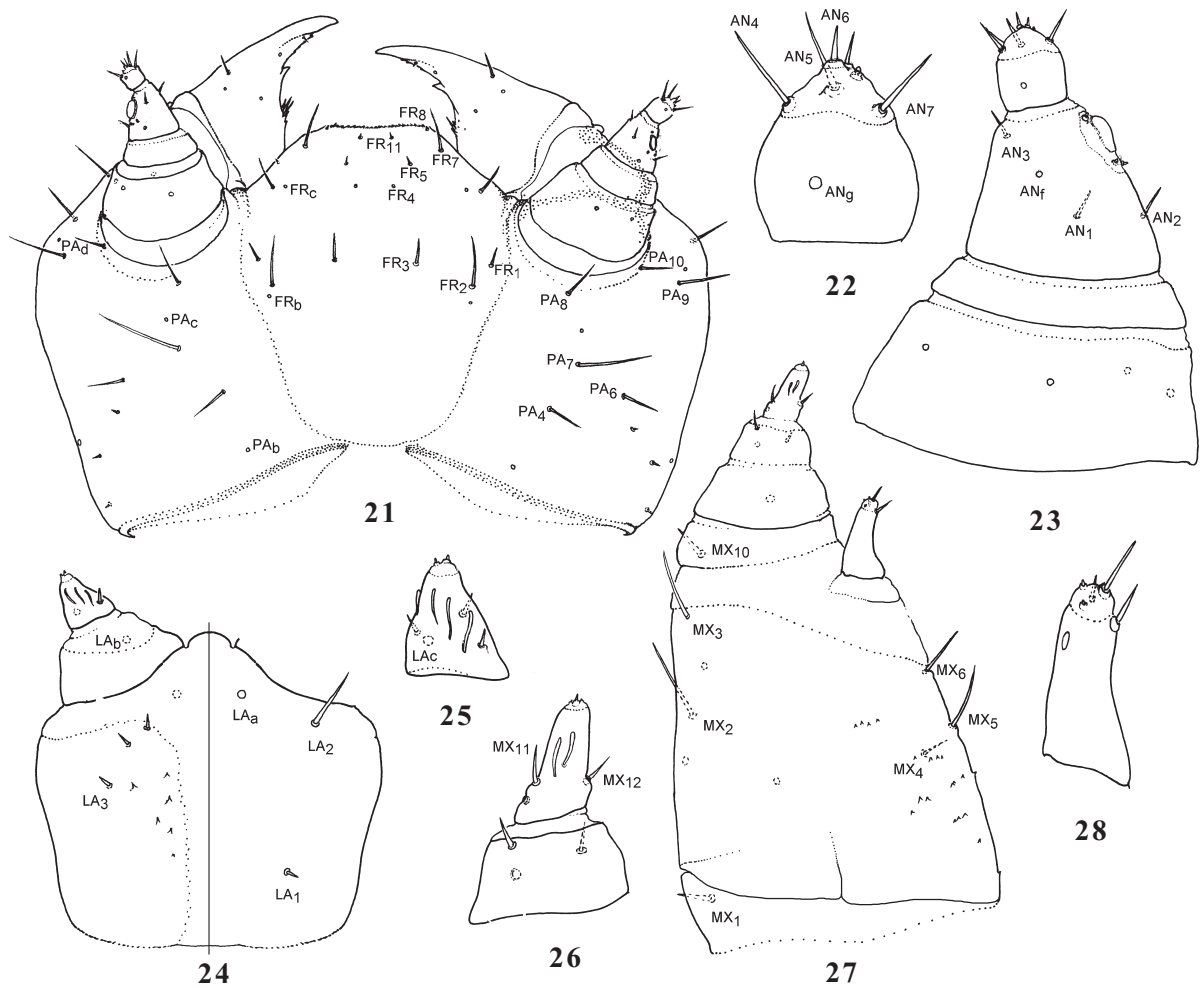 AN4
AN6
AN5
AN7
ANg
22
AN3
ANf
AN1
AN2
23
FR8
FR11
FR7
FR5
FRc
FR4
PAd
FR3
FR1
PA10
FRb
FR2
PA8
PA9
PAc
PA7
PA6
PA4
PAb
21
LAb
LAa
LA2
LA3
LA1
24
LAc
25
MX11
MX12
26
MX10
MX3
MX6
MX2
MX5
MX4
MX1
27
28